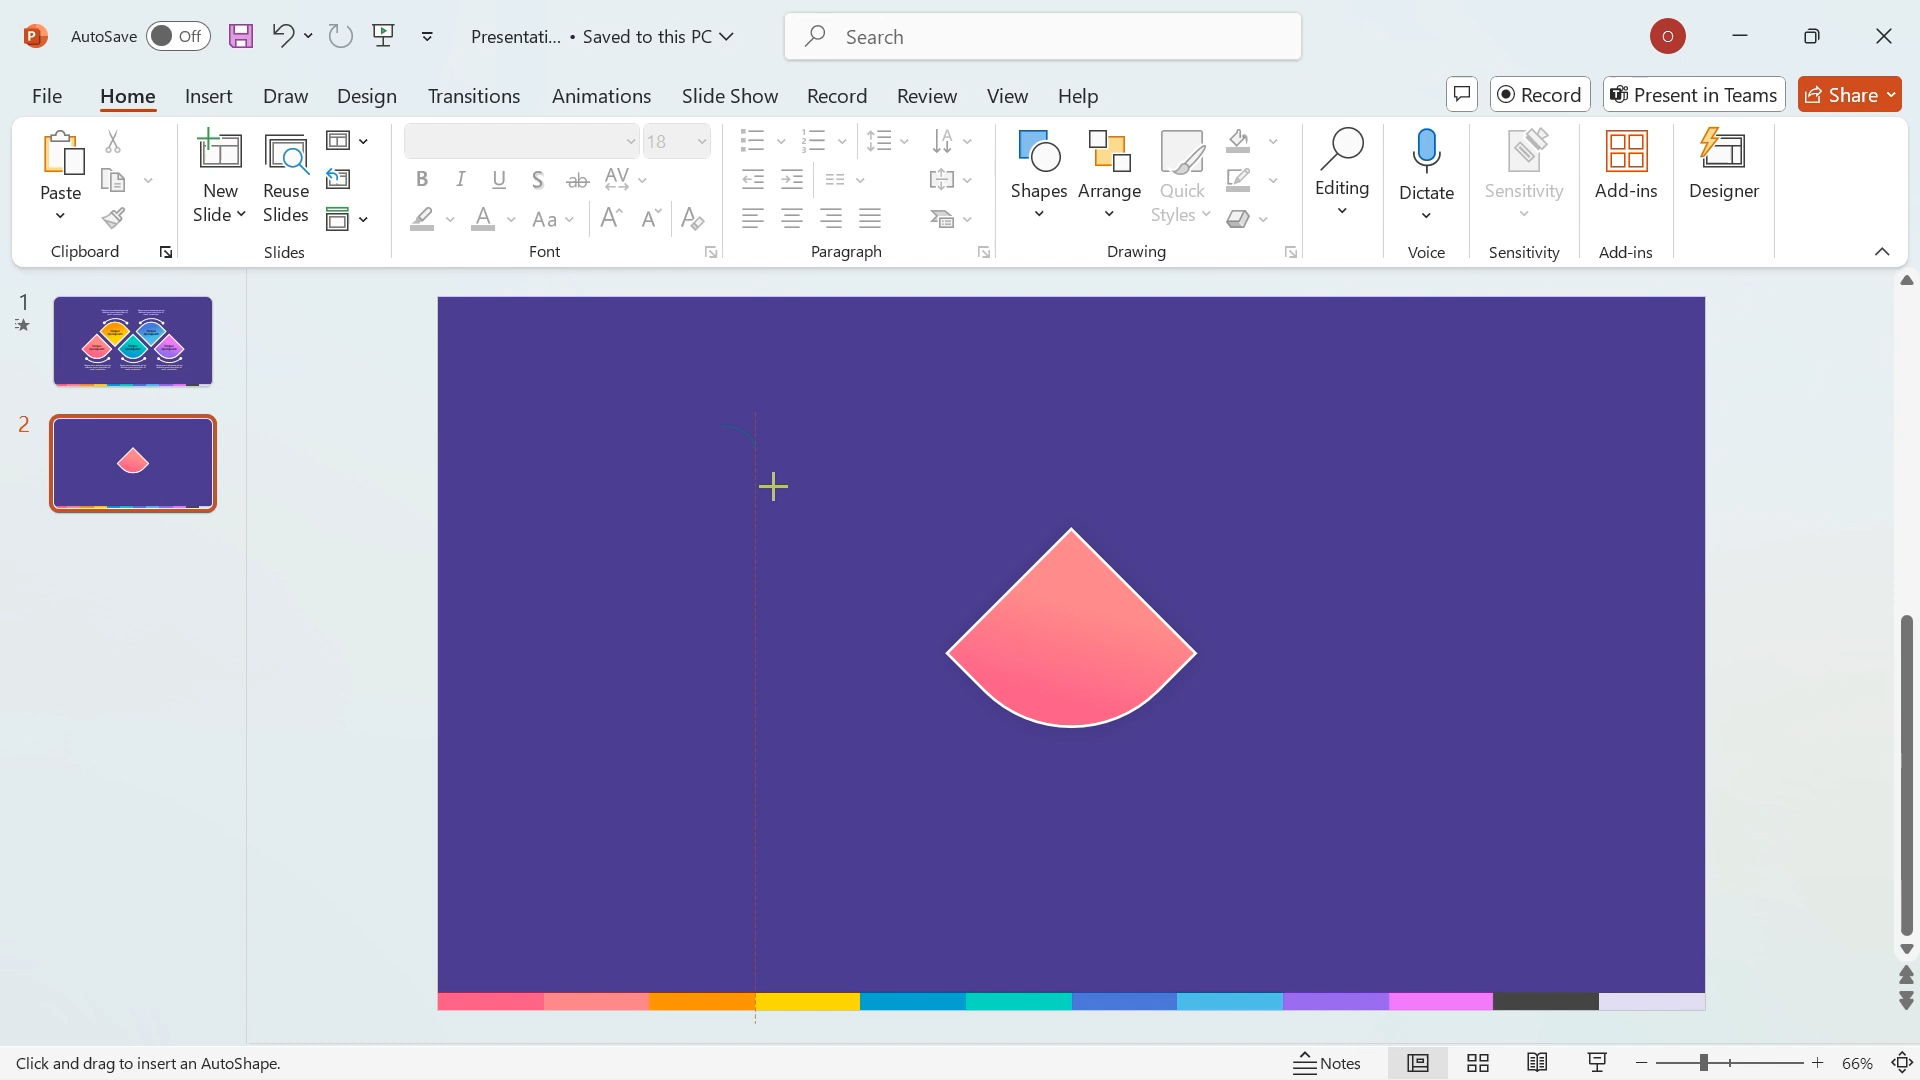 AutoSave Off Presentati... • Saved to this PC Search O
File Home Insert Draw Design Transitions Animations Slide Show Record Review View Help Record Present in Teams Share
18
Paste New Slide Reuse Slides Shapes Arrange Quick Styles Editing Dictate Sensitivity Add-ins Designer
B I U S ab AV
A Aa A A A
Clipboard Slides Font Paragraph Drawing Voice Sensitivity Add-ins
1
2
Click and drag to insert an AutoShape. Notes 66%